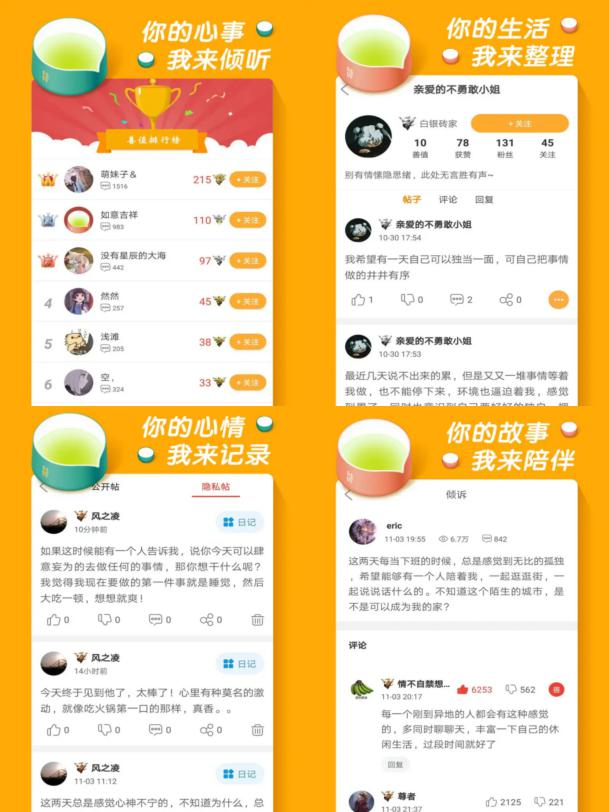 你的心事
我来倾听
善值排行榜
萌妹子&
1516
215
+关注
如意吉祥
983
110
+关注
没有星辰的大海
442
97
+关注
4
然然
257
45
+关注
5
浅滩
205
38
+关注
6
空，
324
33
+关注
你的生活
我来整理
亲爱的不勇敢小姐
白银砖家
+关注
10 78 131 45
善值 获赞 粉丝 关注
别有情愫隐思绪，此处无言胜有声~
帖子 评论 回复
亲爱的不勇敢小姐
10-30 17:54
我希望有一天自己可以独当一面，可自己把事情
做的井井有序
1 0 2 0
亲爱的不勇敢小姐
10-30 17:53
最近几天说不出来的累，但是又又一堆事情等着
我做，也不能停下来，环境也逼迫着我，感觉
你的心情
我来记录
公开帖 隐私帖
风之凌
10分钟前
日记
如果这时候能有一个人告诉我，说你今天可以肆
意妄为的去做任何的事情，那你想干什么呢？
我觉得我现在要做的第一件事就是睡觉，然后
大吃一顿，想想就爽！
0 0 0 0
风之凌
14小时前
日记
今天终于见到他了，太棒了！心里有种莫名的激
动，就像吃火锅第一口的那样，真香。。
0 0 0 0
风之凌
11-03 11:12
日记
这两天总是感觉心神不宁的，不知道为什么，总
你的故事
我来陪伴
倾诉
eric
11-03 19:55 6.7万 842
这两天每当下班的时候，总是感到无比的孤独
，希望能够有一个人陪着我，一起逛逛街，一
起说说话什么的。不知道这个陌生的城市，是
不是可以成为我的家？
评论
情不自禁想...
11-03 20:17
6253 562 善
每一个刚到异地的人都会有这种感觉
的，多同时聊聊天，丰富一下自己的休
闲生活，过段时间就好了
回复
尊者
11-03 21:37
2125 221